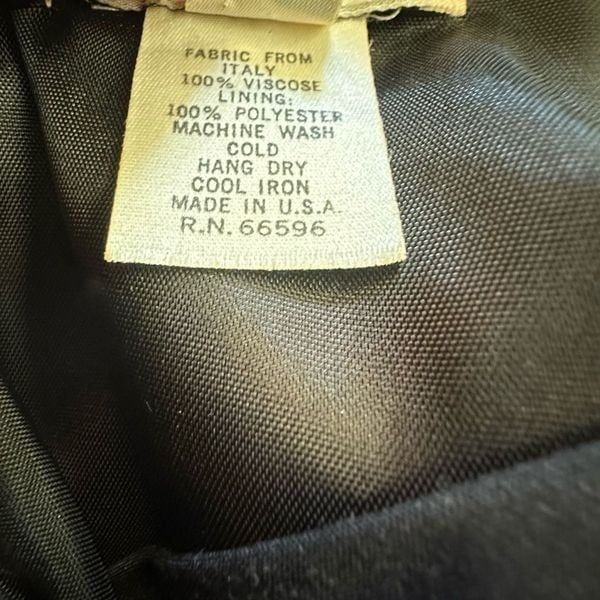 FABRIC FROM
ITALY
100% VISCOSE
LINING:
100% POLYESTER
MACHINE WASH
COLD
HANG DRY
COOL IRON
MADE IN U.S.A.
R.N. 66596